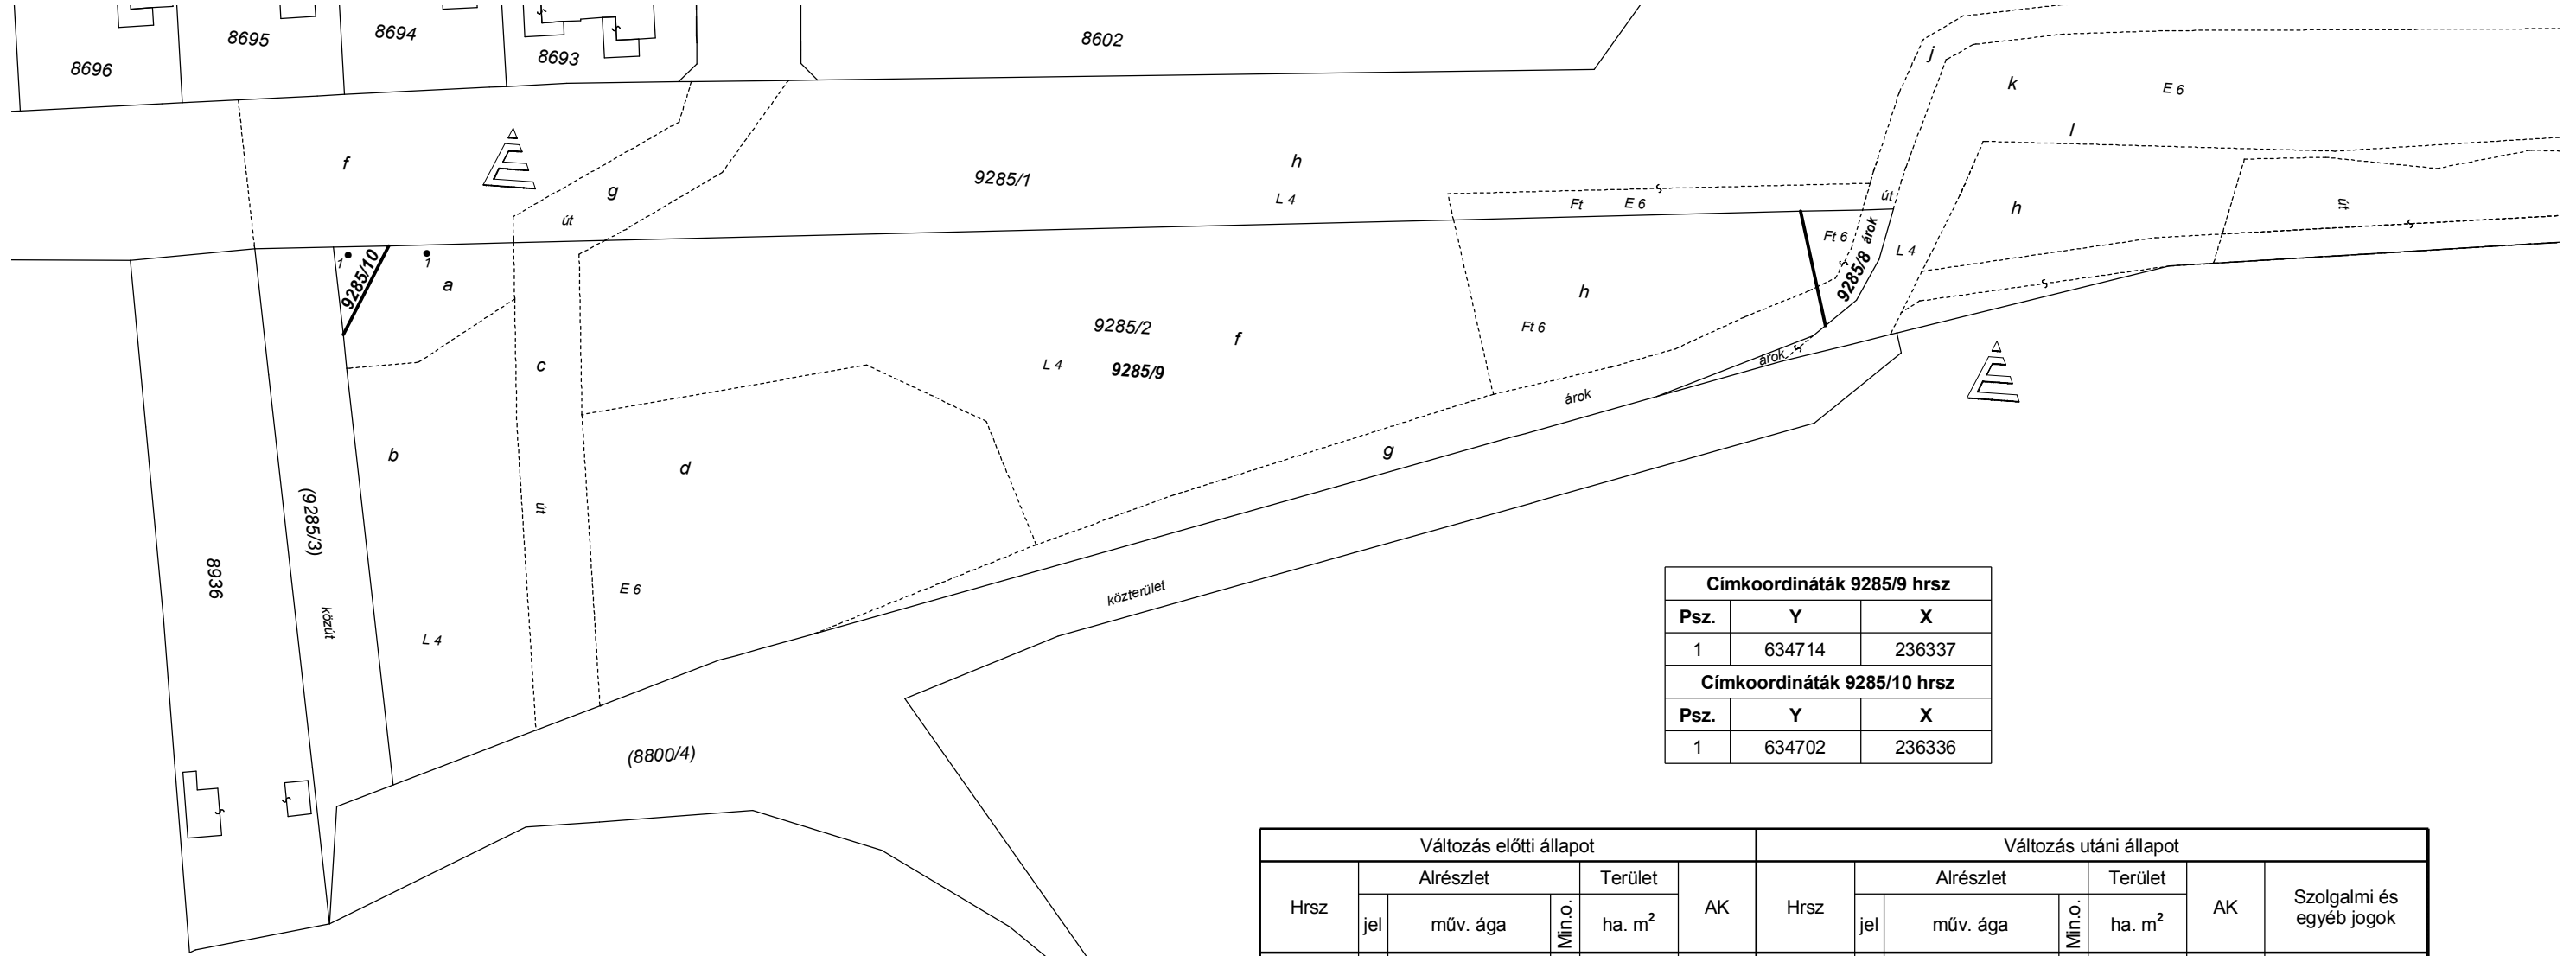 8696
8695
8694
8693
8602
f
g
út
9285/1
h
L 4
Ft
E 6
j
út
k
E 6
l
h
út
L 4
1
9285/10
1
a
b
L 4
c
út
d
E 6
9285/2
L 4
9285/9
f
h
Ft 6
Ft 6
9285/8 árok
árok
árok
g
közterület
8936
(9285/3)
közút
(8800/4)
Címkoordináták 9285/9 hrsz
Psz. Y X
1 634714 236337
Címkoordináták 9285/10 hrsz
Psz. Y X
1 634702 236336
Változás előtti állapot Változás utáni állapot
Hrsz Alrészlet Terület AK Hrsz Alrészlet Terület AK Szolgalmi és egyéb jogok
jel műv. ága Min.o. ha. m² jel műv. ága Min.o. ha. m²